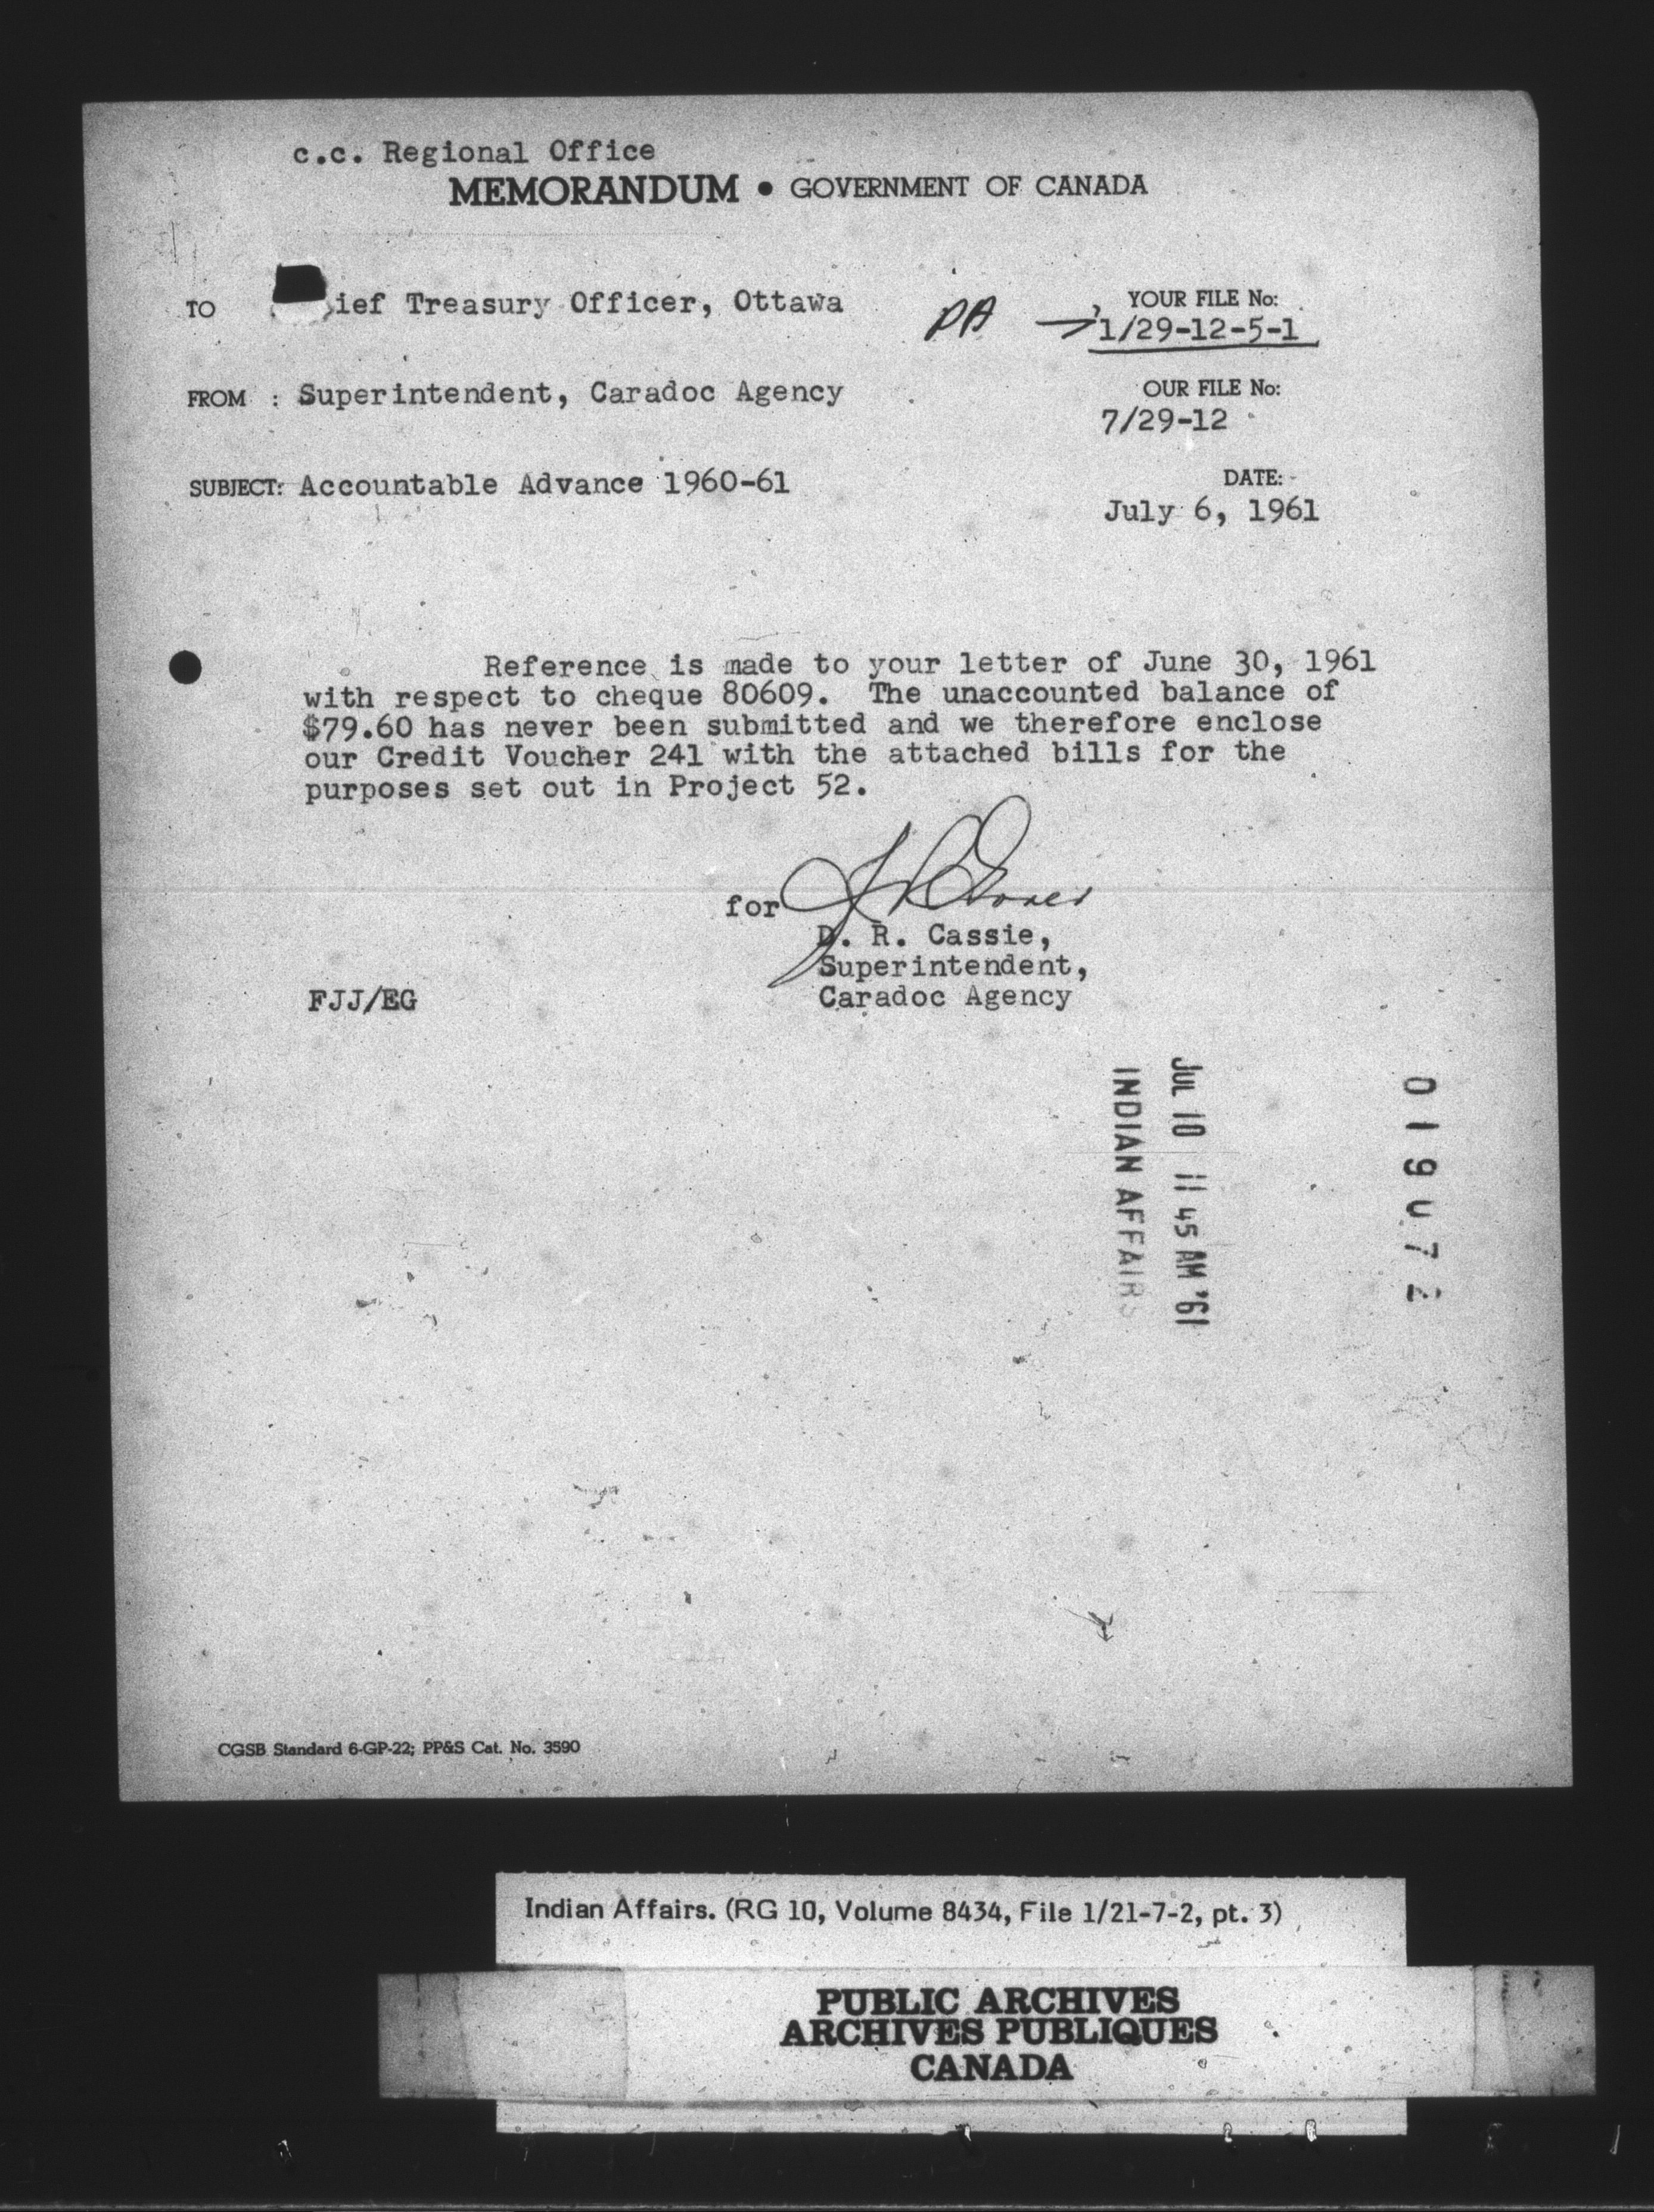 c.c. Regional Office
MEMORANDUM • GOVERNMENT OF CANADA
TO ief Treasury Officer, Ottawa
PA
YOUR FILE No:
1/29-12-5-1
FROM : Superintendent, Caradoc Agency
OUR FILE No:
7/29-12
SUBJECT: Accountable Advance 1960-61
DATE:
July 6, 1961
Reference is made to your letter of June 30, 1961
with respect to cheque 80609. The unaccounted balance of
$79.60 has never been submitted and we therefore enclose
our Credit Voucher 241 with the attached bills for the
purposes set out in Project 52.
for
D. R. Cassie,
Superintendent,
Caradoc Agency
FJJ/EG
JUL 10 11 45 AM '61
INDIAN AFFAIRS
019072
CGSB Standard 6-GP-22; PP&S Cat. No. 3590
Indian Affairs. (RG 10, Volume 8434, File 1/21-7-2, pt. 3)
PUBLIC ARCHIVES
ARCHIVES PUBLIQUES
CANADA